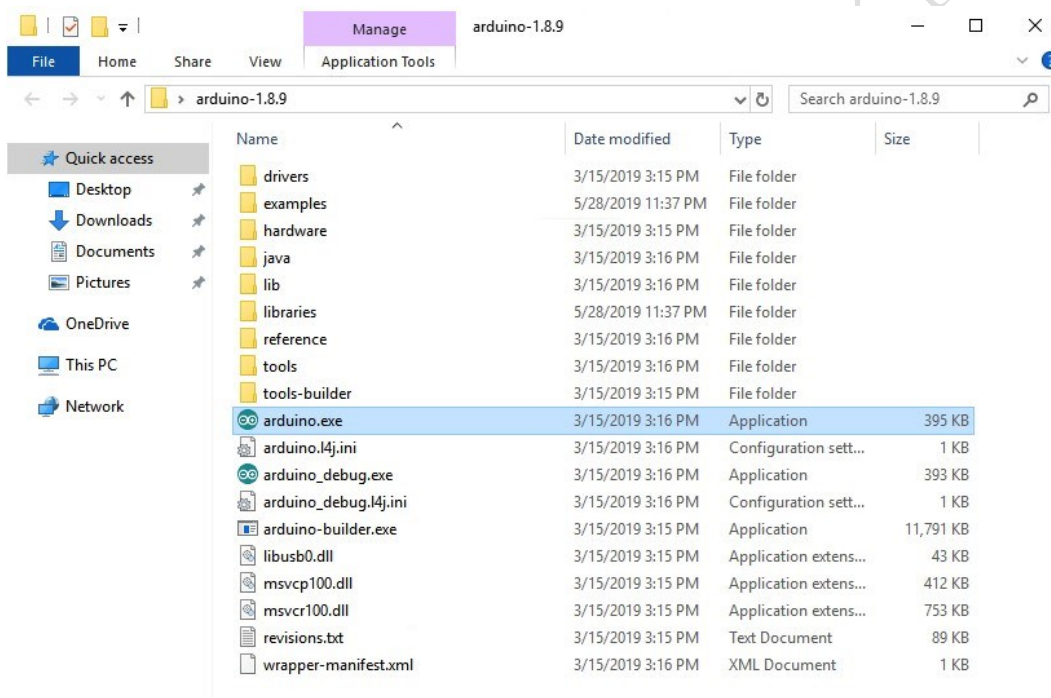 Manage arduino-1.8.9
File Home Share View Application Tools
arduino-1.8.9 Search arduino-1.8.9
Name Date modified Type Size
Quick access
Desktop
Downloads
Documents
Pictures
OneDrive
This PC
Network
drivers 3/15/2019 3:15 PM File folder
examples 5/28/2019 11:37 PM File folder
hardware 3/15/2019 3:15 PM File folder
java 3/15/2019 3:16 PM File folder
lib 3/15/2019 3:16 PM File folder
libraries 5/28/2019 11:37 PM File folder
reference 3/15/2019 3:16 PM File folder
tools 3/15/2019 3:16 PM File folder
tools-builder 3/15/2019 3:15 PM File folder
arduino.exe 3/15/2019 3:16 PM Application 395 KB
arduino.l4j.ini 3/15/2019 3:16 PM Configuration sett... 1 KB
arduino_debug.exe 3/15/2019 3:16 PM Application 393 KB
arduino_debug.l4j.ini 3/15/2019 3:16 PM Configuration sett... 1 KB
arduino-builder.exe 3/15/2019 3:15 PM Application 11,791 KB
libusb0.dll 3/15/2019 3:15 PM Application extens... 43 KB
msvcp100.dll 3/15/2019 3:15 PM Application extens... 412 KB
msvcr100.dll 3/15/2019 3:15 PM Application extens... 753 KB
revisions.txt 3/15/2019 3:15 PM Text Document 89 KB
wrapper-manifest.xml 3/15/2019 3:16 PM XML Document 1 KB